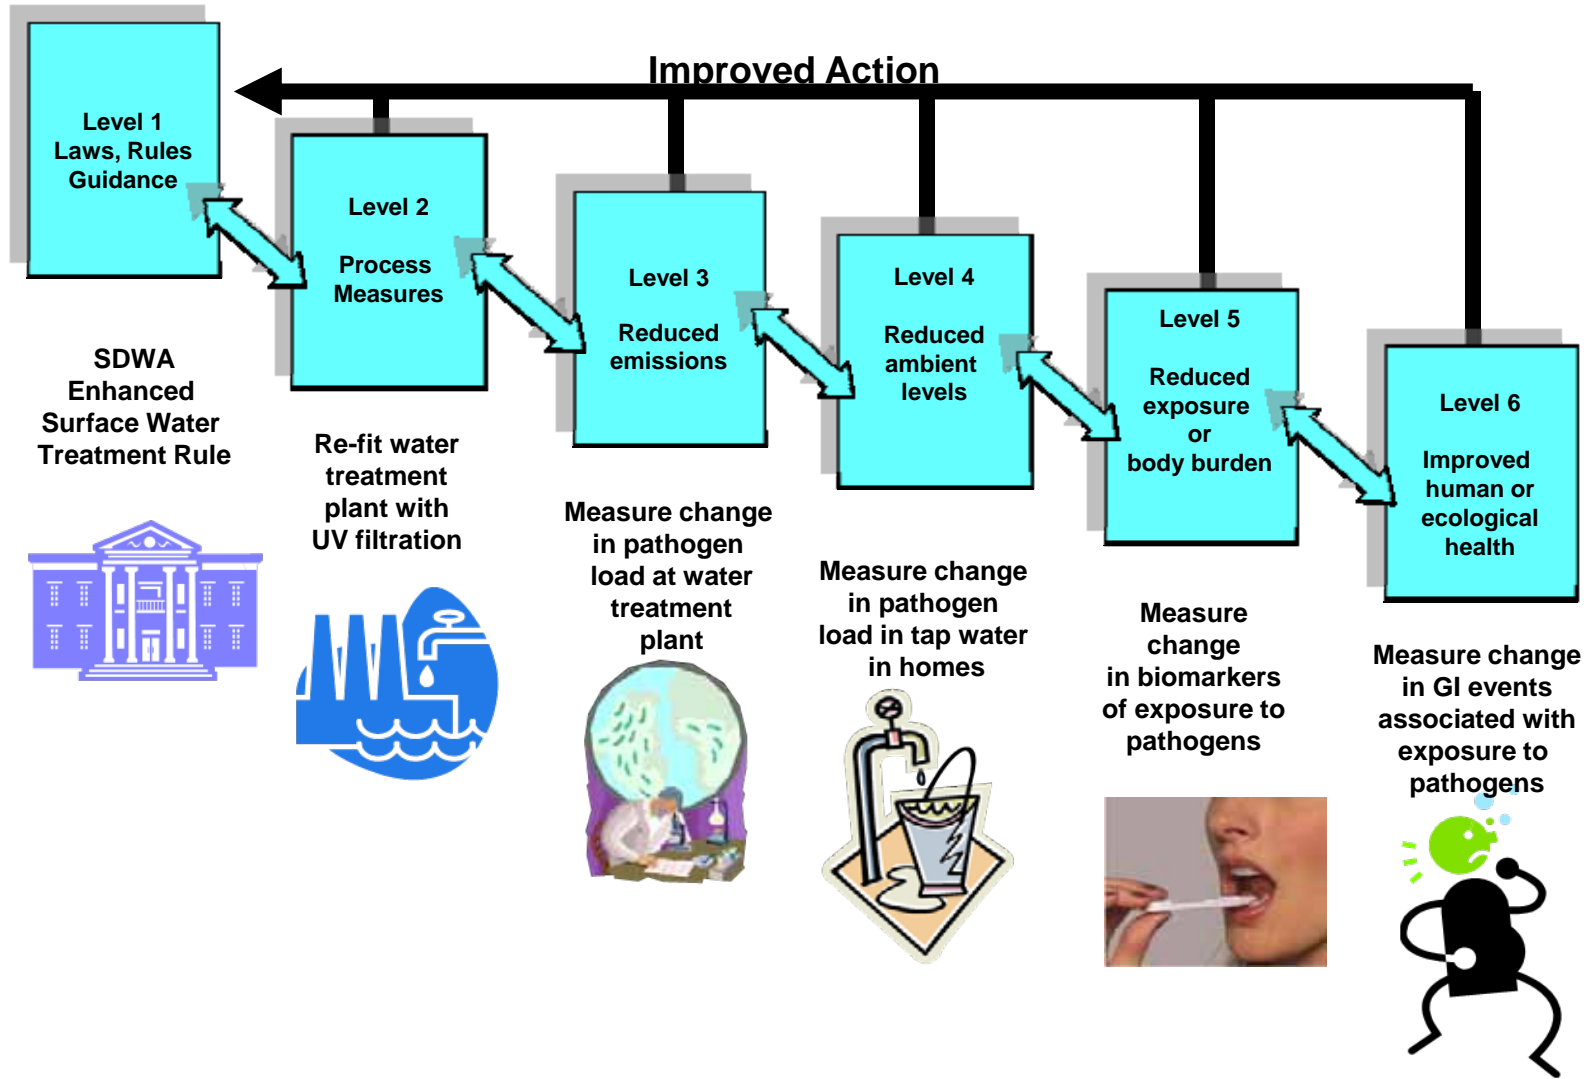 Improved Action
Level 1
Laws, Rules
Guidance
Level 2
Process
Measures
Level 3
Reduced
emissions
Level 4
Reduced
ambient
levels
Level 5
Reduced
exposure
or
body burden
Level 6
Improved
human or
ecological
health
SDWA
Enhanced
Surface Water
Treatment Rule
Re-fit water
treatment
plant with
UV filtration
Measure change
in pathogen
load at water
treatment
plant
Measure change
in pathogen
load in tap water
in homes
Measure
change
in biomarkers
of exposure to
pathogens
Measure change
in GI events
associated with
exposure to
pathogens